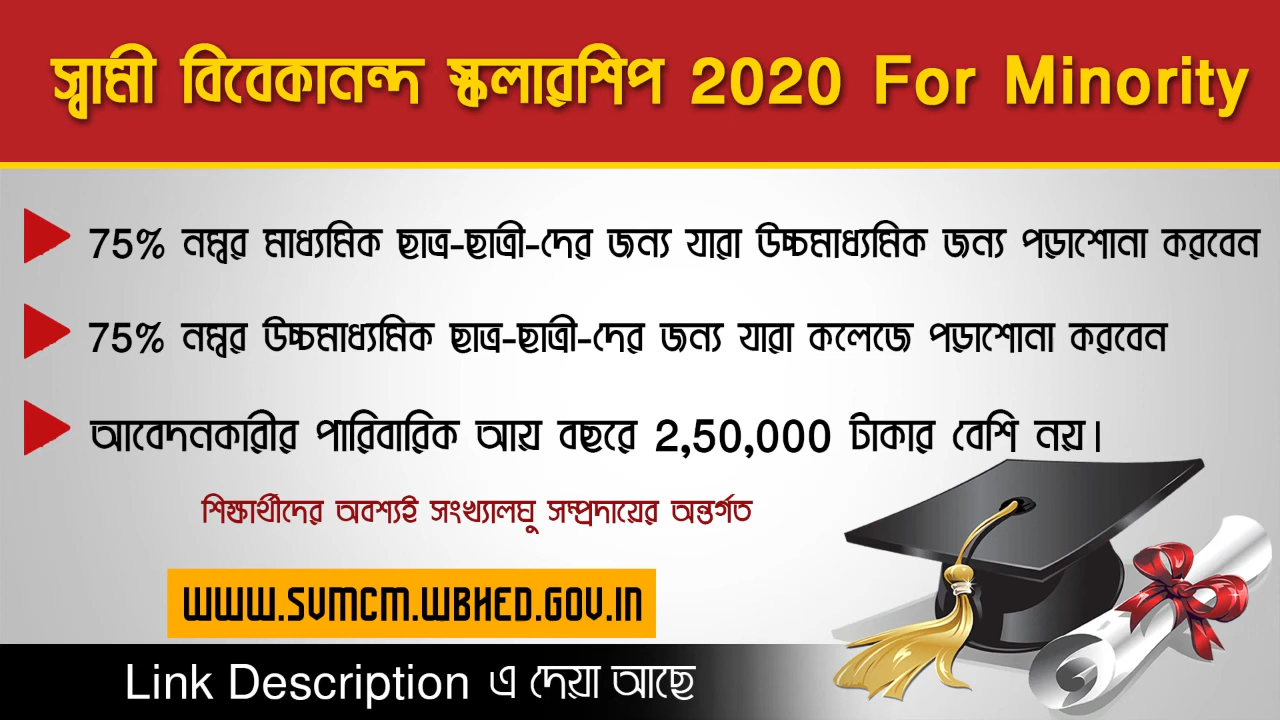 স্বামী বিবেকানন্দ স্কলারশিপ 2020 For Minority
75% নম্বর মাধ্যমিক ছাত্র-ছাত্রী-দের জন্য যারা উচ্চমাধ্যমিক জন্য পড়াশোনা করবেন
75% নম্বর উচ্চমাধ্যমিক ছাত্র-ছাত্রী-দের জন্য যারা কলেজে পড়াশোনা করবেন
আবেদনকারীর পারিবারিক আয় বছরে 2,50,000 টাকার বেশি নয়।
শিক্ষার্থীদের অবশ্যই সংখ্যালঘু সম্প্রদায়ের অন্তর্গত
WWW.SVMCM.WBHED.GOV.IN
Link Description এ দেয়া আছে